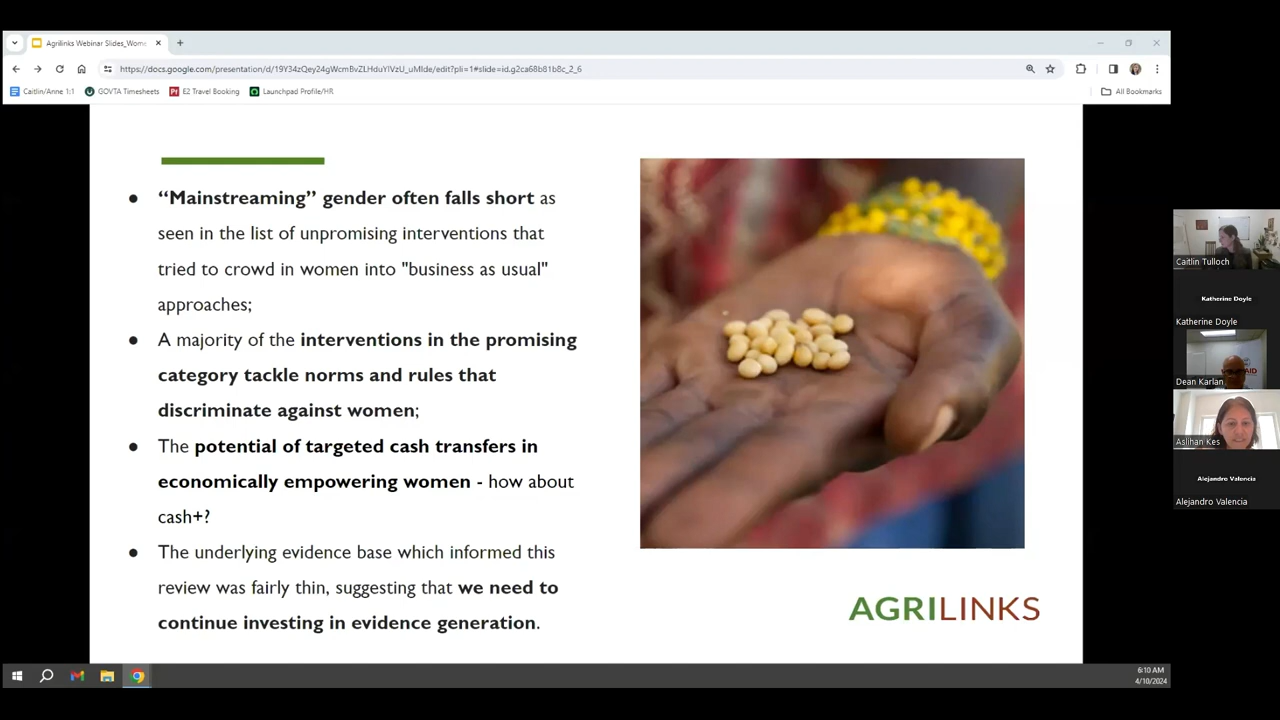 Agrilinks Webinar Slides_Wome
https://docs.google.com/presentation/d/19Y34zQey24gWcmBvZLHduYlVzU_uMlde/edit?pli=1#slide=id.g2ca68b81b8c_2_6
Caitlin/Anne 1:1 GOVTA Timesheets E2 Travel Booking Launchpad Profile/HR All Bookmarks
● “Mainstreaming” gender often falls short as
seen in the list of unpromising interventions that
tried to crowd in women into "business as usual"
approaches;
● A majority of the interventions in the promising
category tackle norms and rules that
discriminate against women;
● The potential of targeted cash transfers in
economically empowering women - how about
cash+?
● The underlying evidence base which informed this
review was fairly thin, suggesting that we need to
continue investing in evidence generation.
AGRILINKS
Caitlin Tulloch
Katherine Doyle
Katherine Doyle
Dean Karlan
Aslihan Kes
Alejandro Valencia
Alejandro Valencia
6:10 AM
4/10/2024